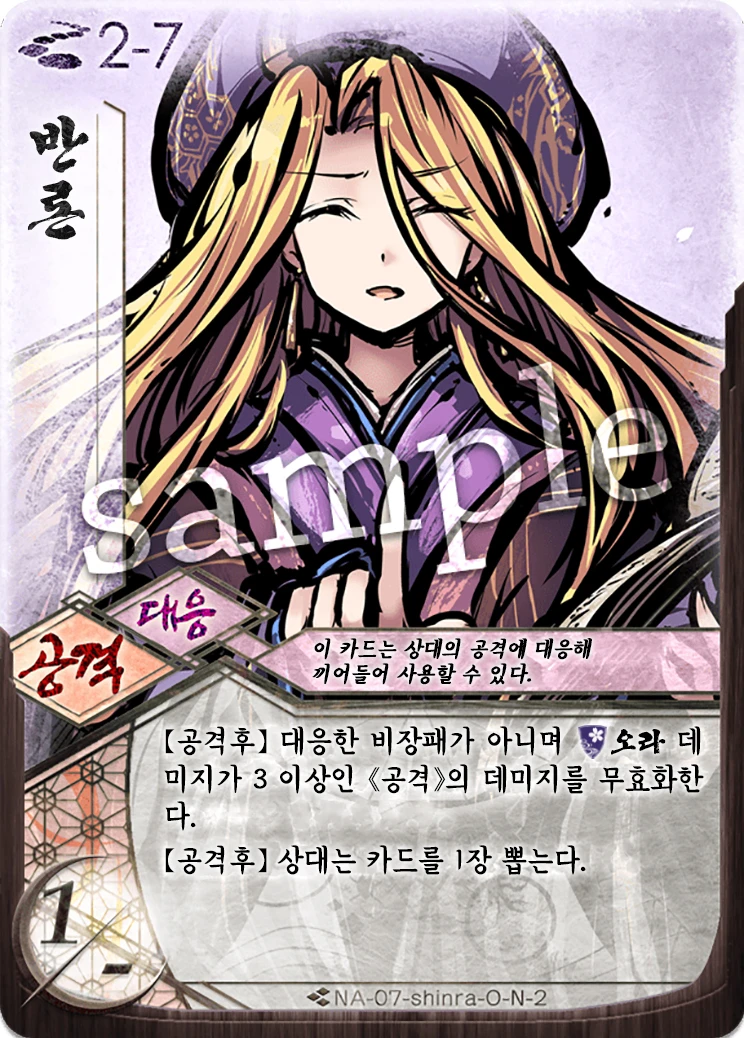 2-7
반론
sample
대응
공격
이 카드는 상대의 공격에 대응해
끼어들어 사용할 수 있다.
【공격후】 대응한 비장패가 아니며 오라 데
미지가 3 이상인 《공격》의 데미지를 무효화한
다.
【공격후】 상대는 카드를 1장 뽑는다.
1/-
NA-07-shinra-O-N-2